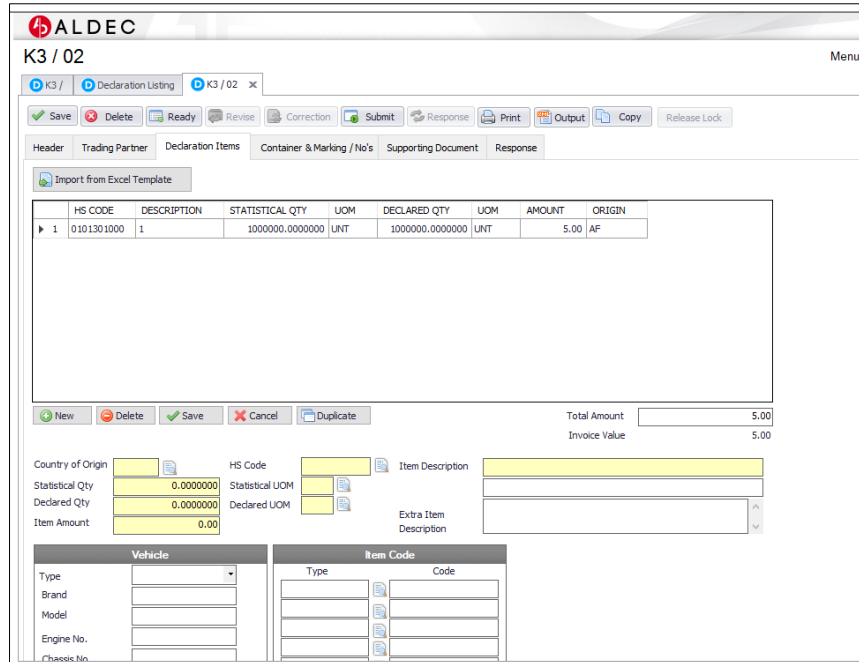 ALDEC
K3 / 02
Menu
K3 / Declaration Listing K3 / 02 x
Save Delete Ready Revise Correction Submit Response Print Output Copy Release Lock
Header Trading Partner Declaration Items Container & Marking / No's Supporting Document Response
Import from Excel Template
HS CODE DESCRIPTION STATISTICAL QTY UOM DECLARED QTY UOM AMOUNT ORIGIN
1 0101301000 1 1000000.0000000 UNT 1000000.0000000 UNT 5.00 AF
New Delete Save Cancel Duplicate Total Amount 5.00
Invoice Value 5.00
Country of Origin HS Code Item Description
Statistical Qty 0.0000000 Statistical UOM
Declared Qty 0.0000000 Declared UOM
Item Amount 0.00
Extra Item
Description
Vehicle Item Code
Type Type Code
Brand
Model
Engine No.
Chassis No